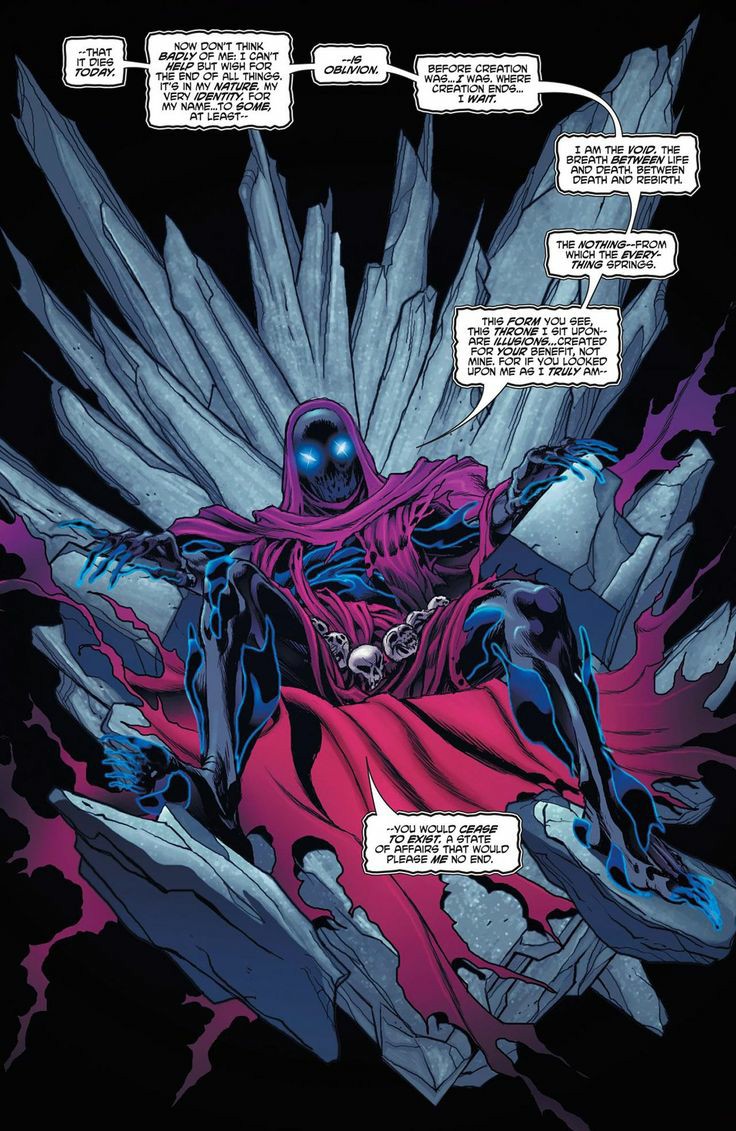 --THAT
IT DIES
TODAY.
NOW DON'T THINK
BADLY OF ME: I CAN'T
HELP BUT WISH FOR
THE END OF ALL THINGS.
IT'S IN MY NATURE. MY
VERY IDENTITY. FOR
MY NAME...TO SOME,
AT LEAST--
--IS
OBLIVION.
BEFORE CREATION
WAS...I WAS. WHERE
CREATION ENDS...
I WAIT.
I AM THE VOID. THE
BREATH BETWEEN LIFE
AND DEATH. BETWEEN
DEATH AND REBIRTH.
THE NOTHING--FROM
WHICH THE EVERY-
THING SPRINGS.
THIS FORM YOU SEE,
THIS THRONE I SIT UPON--
ARE ILLUSIONS...CREATED
FOR YOUR BENEFIT, NOT
MINE. FOR IF YOU LOOKED
UPON ME AS I TRULY AM--
--YOU WOULD CEASE
TO EXIST. A STATE
OF AFFAIRS THAT WOULD
PLEASE ME NO END.